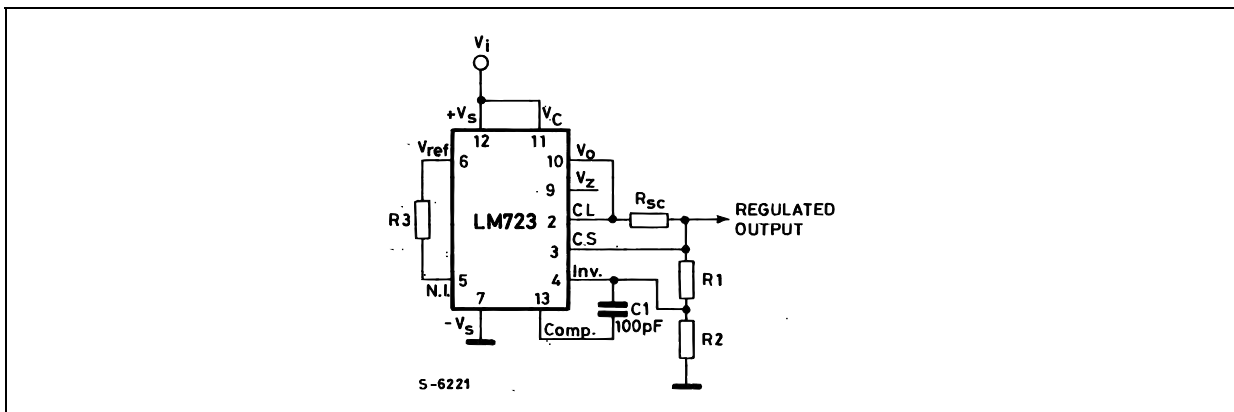 Vi
+Vs
VC
12
11
Vref
6
10
Vo
9
Vz
R3
LM723
2
CL
Rsc
REGULATED
OUTPUT
3
C.S
5
N.I.
4
Inv.
R1
7
13
C1
100pF
-Vs
Comp.
R2
S-6221